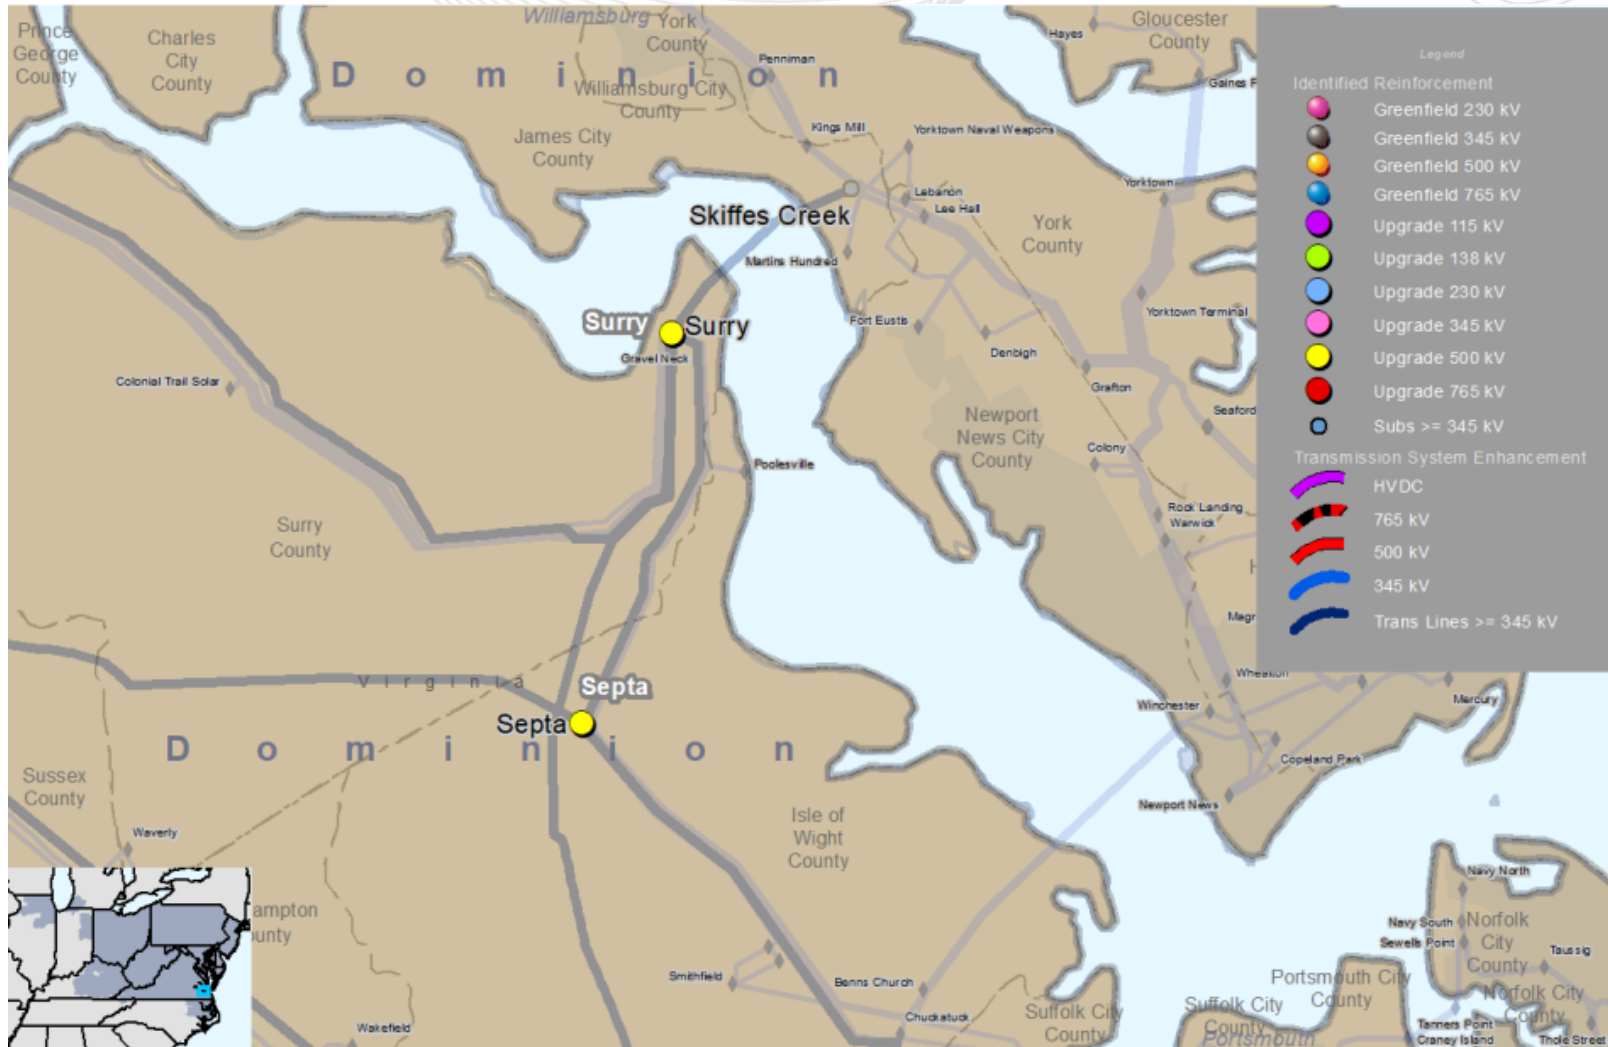 Williamsburg
York
County
Gloucester
County
Hayes
Prince
George
County
Charles
City
County
Penniman
Dominion
Gaines F
Williamsburg City
County
James City
County
Kings Mill
Yorktown Naval Weapons
Lebanon
Lee Hall
Yorktown
Skiffes Creek
York
County
Martins Hundred
Surry
Surry
Gravel Neck
Fort Eustis
Denbigh
Yorktown Terminal
Grafton
Colonial Trail Solar
Seaford
Newport
News City
County
Colony
Poolesville
Rock Landing
Warwick
Surry
County
H
Magr
Virginia
Septa
Septa
Wheaton
Winchester
Mercury
Dominion
Copeland Park
Newport News
Sussex
County
Waverly
Isle of
Wight
County
ampton
ounty
Smithfield
Benns Church
Chuckatuck
Wakefield
Suffolk City
County
Suffolk City
County
Portsmouth
Portsmouth City
County
Navy North
Navy South
Sewells Point
Norfolk
City
County
Taussig
Norfolk City
County
Tanners Point
Craney Island
Thole Street
Legend
Identified Reinforcement
Greenfield 230 kV
Greenfield 345 kV
Greenfield 500 kV
Greenfield 765 kV
Upgrade 115 kV
Upgrade 138 kV
Upgrade 230 kV
Upgrade 345 kV
Upgrade 500 kV
Upgrade 765 kV
Subs >= 345 kV
Transmission System Enhancement
HVDC
765 kV
500 kV
345 kV
Trans Lines >= 345 kV